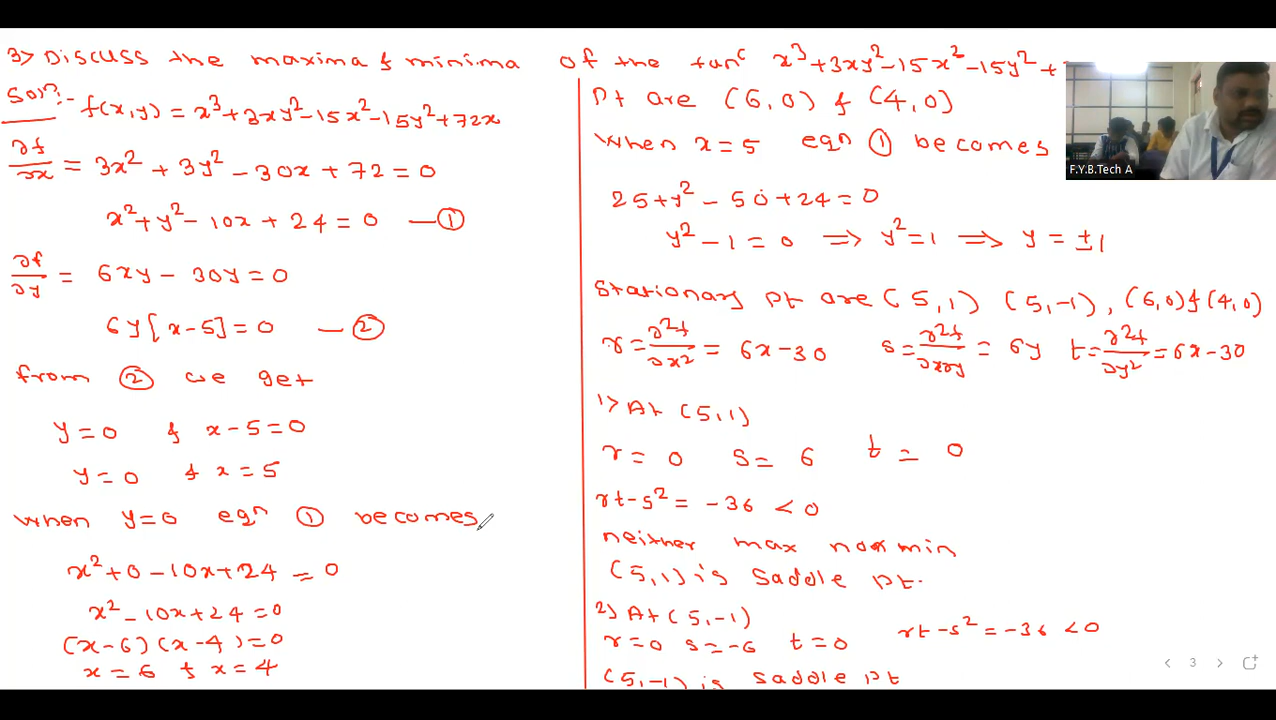 3> Discuss the maxima & minima of the funᶜ x³+3xy²-15x²-15y²+7
Solⁿ:- f(x,y) = x³+3xy²-15x²-15y²+72x
∂f/∂x = 3x² + 3y² - 30x + 72 = 0
x² + y² - 10x + 24 = 0 — ①
∂f/∂y = 6xy - 30y = 0
6y[x-5] = 0 — ②
from ② we get
y=0 & x-5=0
y=0 & x=5
When y=0 eqⁿ ① becomes
x²+0-10x+24 = 0
x²-10x+24=0
(x-6)(x-4)=0
x=6 & x=4
Pt are (6,0) & (4,0)
When x=5 eqⁿ ① becomes
25+y²-50+24=0
y²-1=0 ⇒ y²=1 ⇒ y=±1
Stationary pt are (5,1) (5,-1), (6,0)&(4,0)
r=∂²f/∂x² = 6x-30 s=∂²f/∂x∂y = 6y t=∂²f/∂y²=6x-30
1> At (5,1)
r= 0 s= 6 t= 0
rt-s² = -36 < 0
neither max nor min
(5,1) is saddle pt.
2) At (5,-1)
r=0 s=-6 t=0 rt-s²=-36 <0
(5,-1) is saddle pt
F.Y.B.Tech A
3